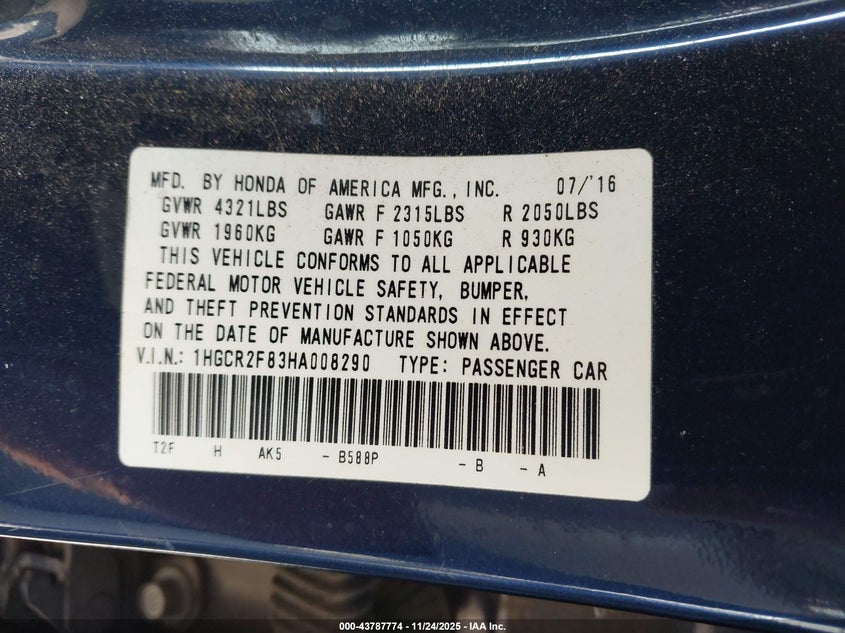 MFD. BY HONDA OF AMERICA MFG., INC. 07/'16
GVWR 4321LBS GAWR F 2315LBS R 2050LBS
GVWR 1960KG GAWR F 1050KG R 930KG
THIS VEHICLE CONFORMS TO ALL APPLICABLE
FEDERAL MOTOR VEHICLE SAFETY, BUMPER,
AND THEFT PREVENTION STANDARDS IN EFFECT
ON THE DATE OF MANUFACTURE SHOWN ABOVE.
V.I.N.: 1HGCR2F83HA008290 TYPE: PASSENGER CAR
T2F H AK5 - B588P - B - A
000-43787774 | 11/24/2025 | IAA Inc.